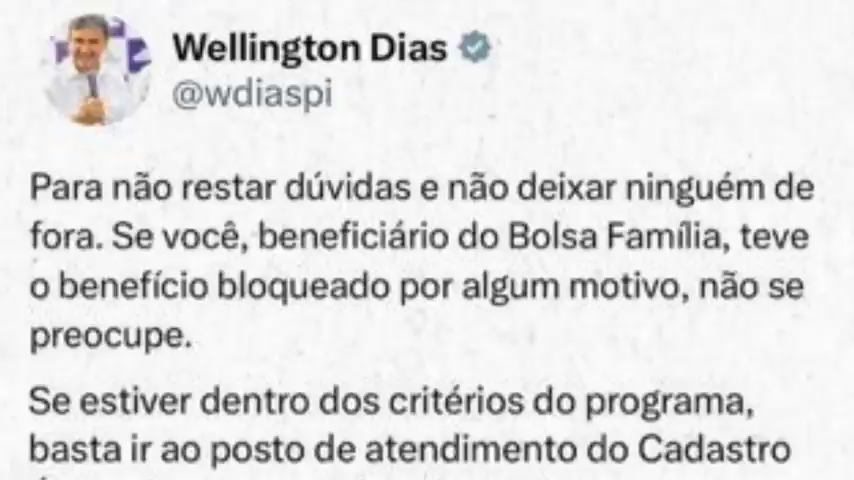 Wellington Dias
@wdiaspi
Para não restar dúvidas e não deixar ninguém de
fora. Se você, beneficiário do Bolsa Família, teve
o benefício bloqueado por algum motivo, não se
preocupe.
Se estiver dentro dos critérios do programa,
basta ir ao posto de atendimento do Cadastro